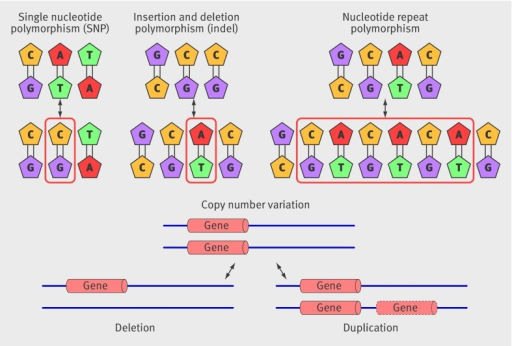 Single nucleotide
polymorphism (SNP)
C A T
G T A
C C T
G G A
Insertion and deletion
polymorphism (indel)
G C C
C G G
G C A C
C G T G
Nucleotide repeat
polymorphism
G C A C
C G T G
G C A C A C A C
C G T G T G T G
Copy number variation
Gene
Gene
Gene
Deletion
Gene
Gene Gene
Duplication